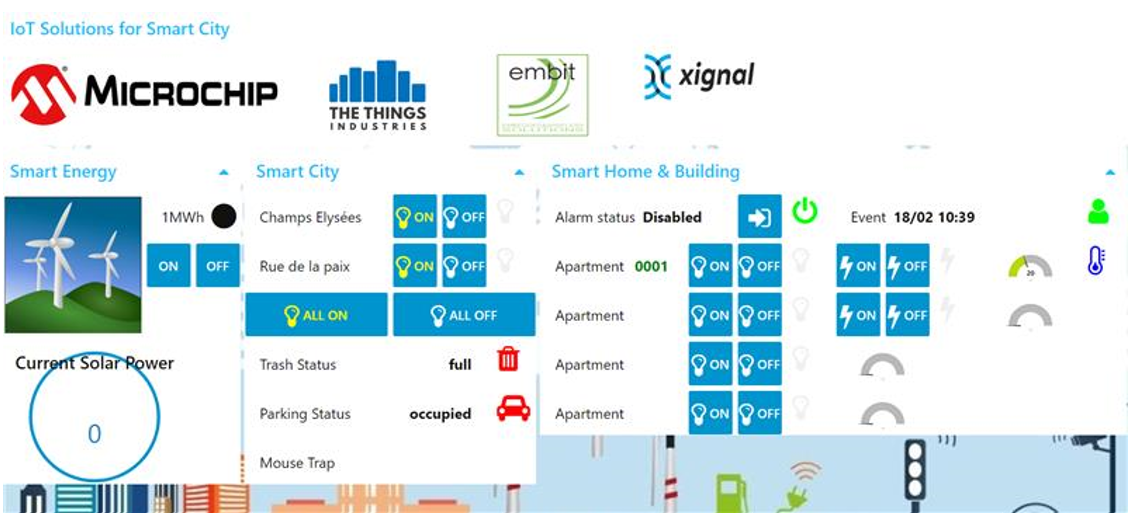 IoT Solutions for Smart City
MICROCHIP
THE THINGS
INDUSTRIES
embit
SOLUTIONS
xignal
Smart Energy
1MWh
ON OFF
Current Solar Power
0
Smart City
Champs Elysées ON OFF
Rue de la paix ON OFF
ALL ON ALL OFF
Trash Status full
Parking Status occupied
Mouse Trap
Smart Home & Building
Alarm status Disabled Event 18/02 10:39
Apartment 0001 ON OFF ON OFF 20
Apartment ON OFF ON OFF
Apartment ON OFF
Apartment ON OFF